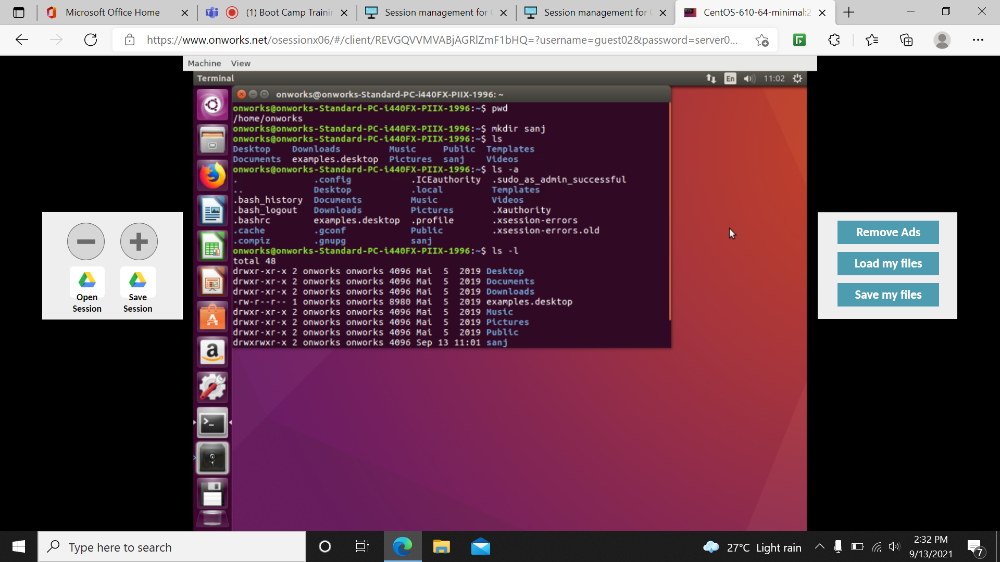 Microsoft Office Home
(1) Boot Camp Trainin
Session management for
Session management for
CentOS-610-64-minimal:2
https://www.onworks.net/osessionx06/#/client/REVGQVVMVABjAGRlZmF1bHQ=?username=guest02&password=server0...
Machine View
Terminal
En 11:02
onworks@onworks-Standard-PC-i440FX-PIIX-1996: ~
onworks@onworks-Standard-PC-i440FX-PIIX-1996:~$ pwd
/home/onworks
onworks@onworks-Standard-PC-i440FX-PIIX-1996:~$ mkdir sanj
onworks@onworks-Standard-PC-i440FX-PIIX-1996:~$ ls
Desktop Downloads Music Public Templates
Documents examples.desktop Pictures sanj Videos
onworks@onworks-Standard-PC-i440FX-PIIX-1996:~$ ls -a
. .config .ICEauthority .sudo_as_admin_successful
.. Desktop .local Templates
.bash_history Documents Music Videos
.bash_logout Downloads Pictures .Xauthority
.bashrc examples.desktop .profile .xsession-errors
.cache .gconf Public .xsession-errors.old
.compiz .gnupg sanj
onworks@onworks-Standard-PC-i440FX-PIIX-1996:~$ ls -l
total 48
drwxr-xr-x 2 onworks onworks 4096 Mai 5 2019 Desktop
drwxr-xr-x 2 onworks onworks 4096 Mai 5 2019 Documents
drwxr-xr-x 2 onworks onworks 4096 Mai 5 2019 Downloads
-rw-r--r-- 1 onworks onworks 8980 Mai 5 2019 examples.desktop
drwxr-xr-x 2 onworks onworks 4096 Mai 5 2019 Music
drwxr-xr-x 2 onworks onworks 4096 Mai 5 2019 Pictures
drwxr-xr-x 2 onworks onworks 4096 Mai 5 2019 Public
drwxrwxr-x 2 onworks onworks 4096 Sep 13 11:01 sanj
Open
Session
Save
Session
Remove Ads
Load my files
Save my files
Type here to search
27°C Light rain
2:32 PM
9/13/2021
7